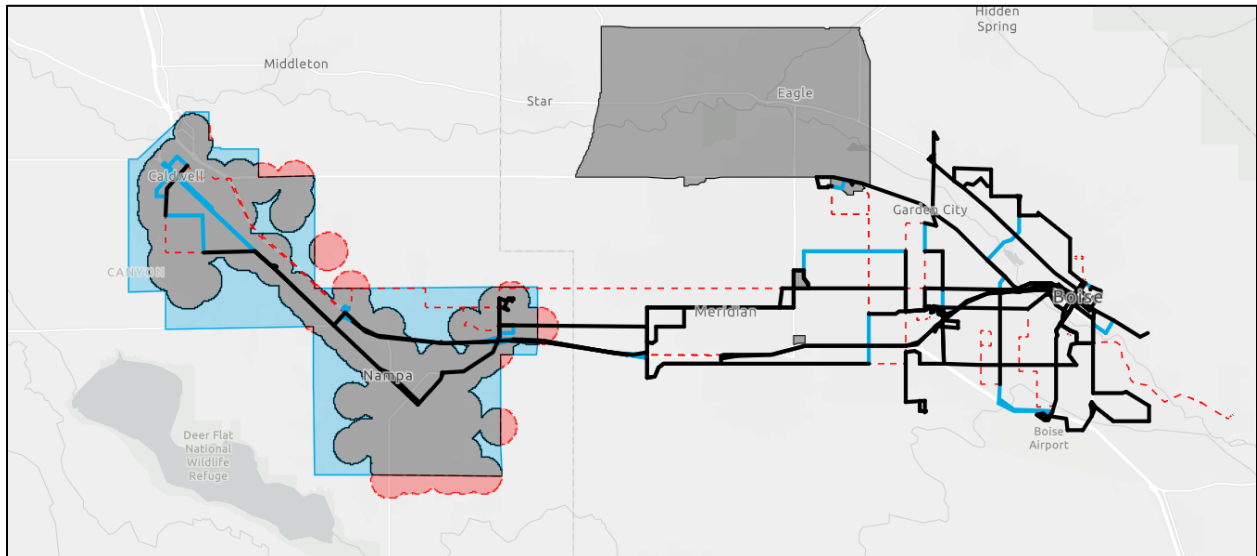 Hidden
Spring
Middleton
Star
Eagle
Caldwell
Garden City
CANYON
Boise
Meridian
Nampa
Deer Flat
National
Wildlife
Refuge
Boise
Airport